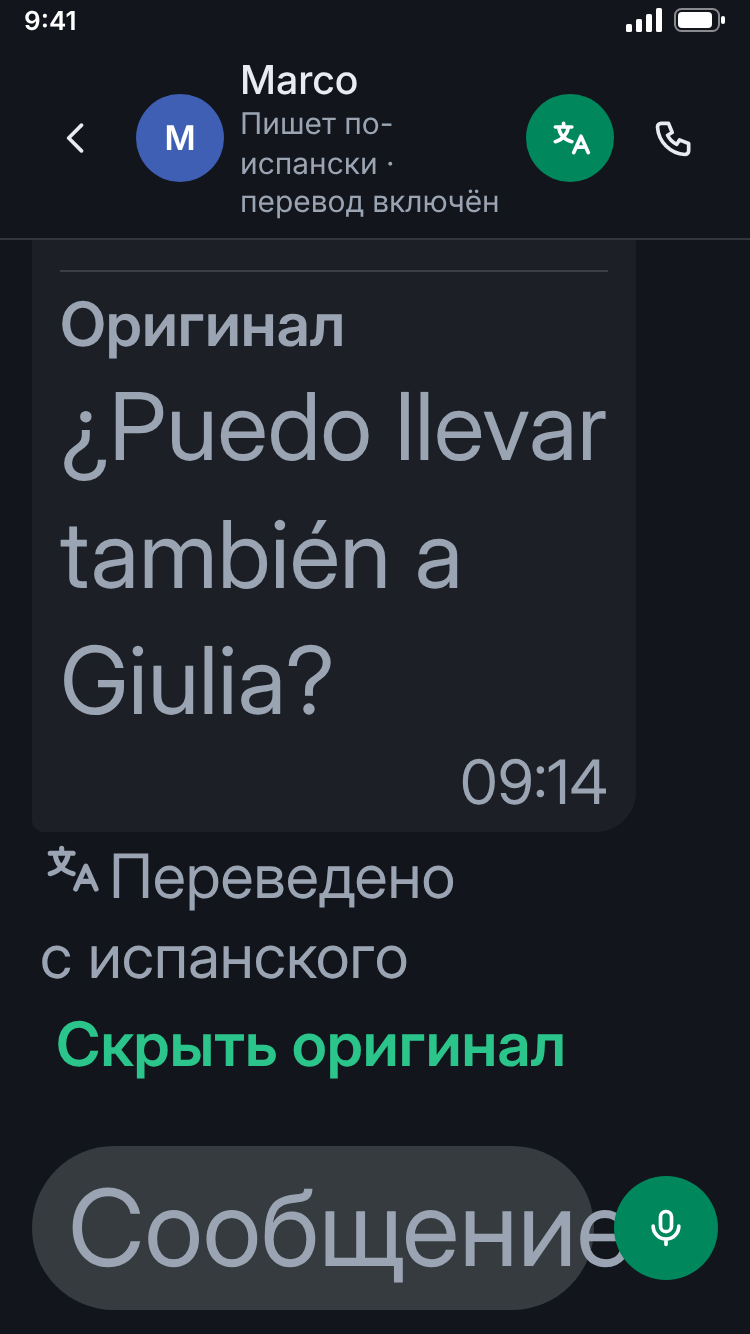 9:41
Marco
M
Пишет по-
испански ·
перевод включён
Оригинал
¿Puedo llevar
también a
Giulia?
09:14
Переведено
с испанского
Скрыть оригинал
Сообщение